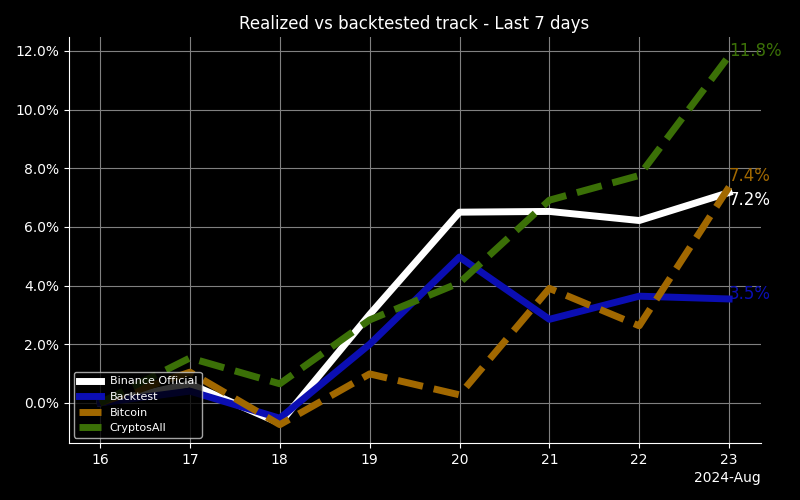 Realized vs backtested track - Last 7 days
12.0%
10.0%
8.0%
6.0%
4.0%
2.0%
0.0%
11.8%
7.4%
7.2%
3.5%
Binance Official
Backtest
Bitcoin
CryptosAll
16 17 18 19 20 21 22 23
2024-Aug